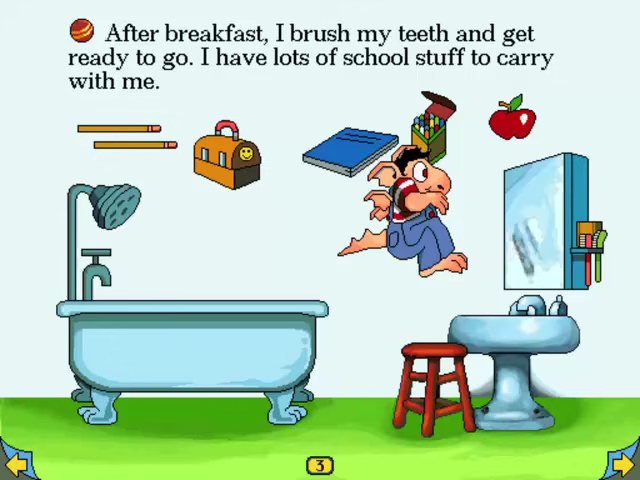 After breakfast, I brush my teeth and get
ready to go. I have lots of school stuff to carry
with me.
3